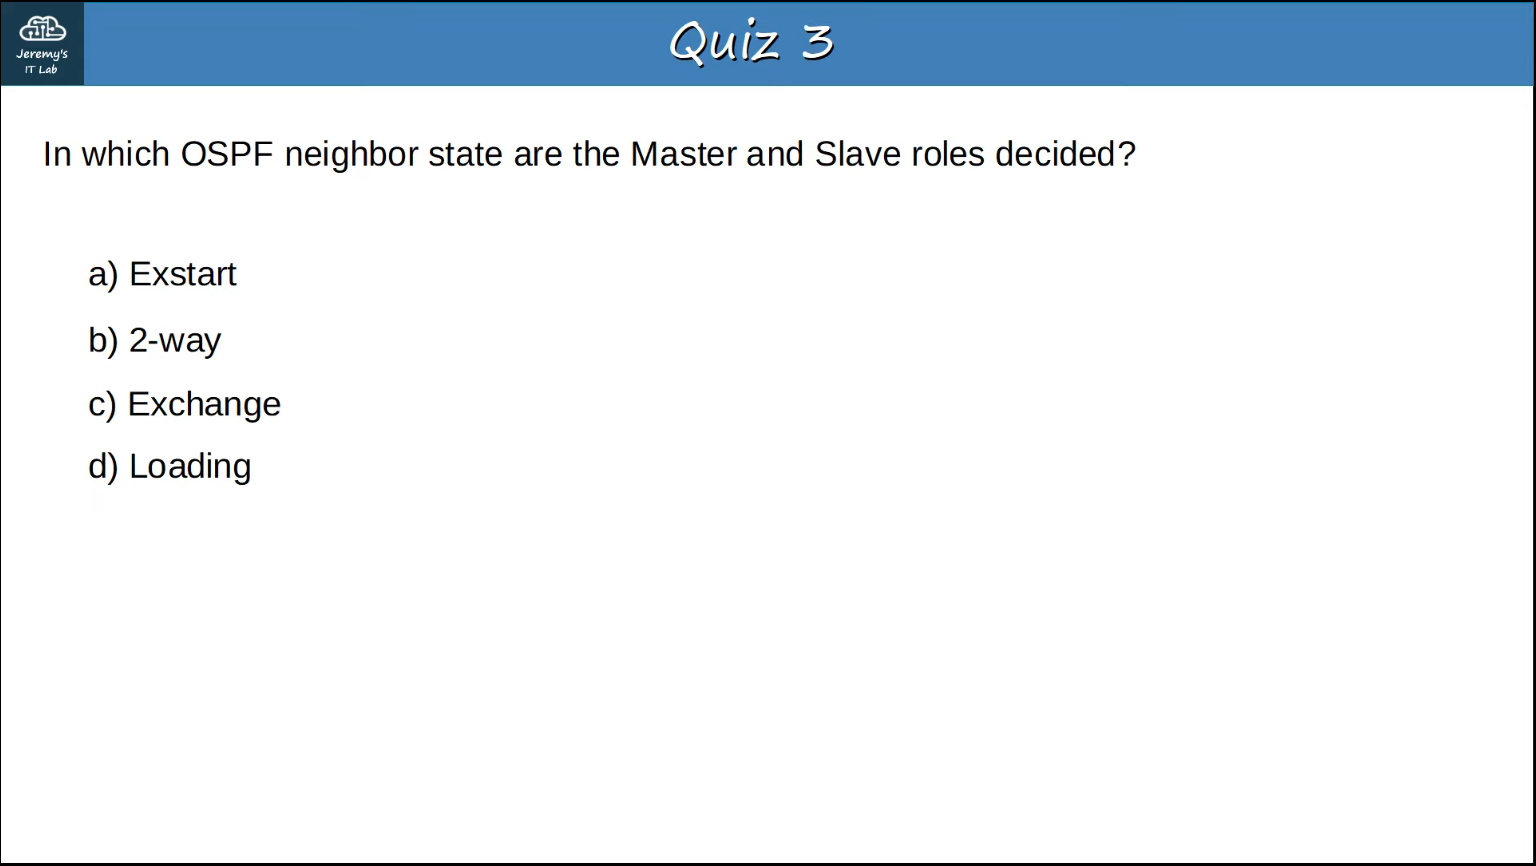 Jeremy's
IT Lab
Quiz 3
In which OSPF neighbor state are the Master and Slave roles decided?
a) Exstart
b) 2-way
c) Exchange
d) Loading